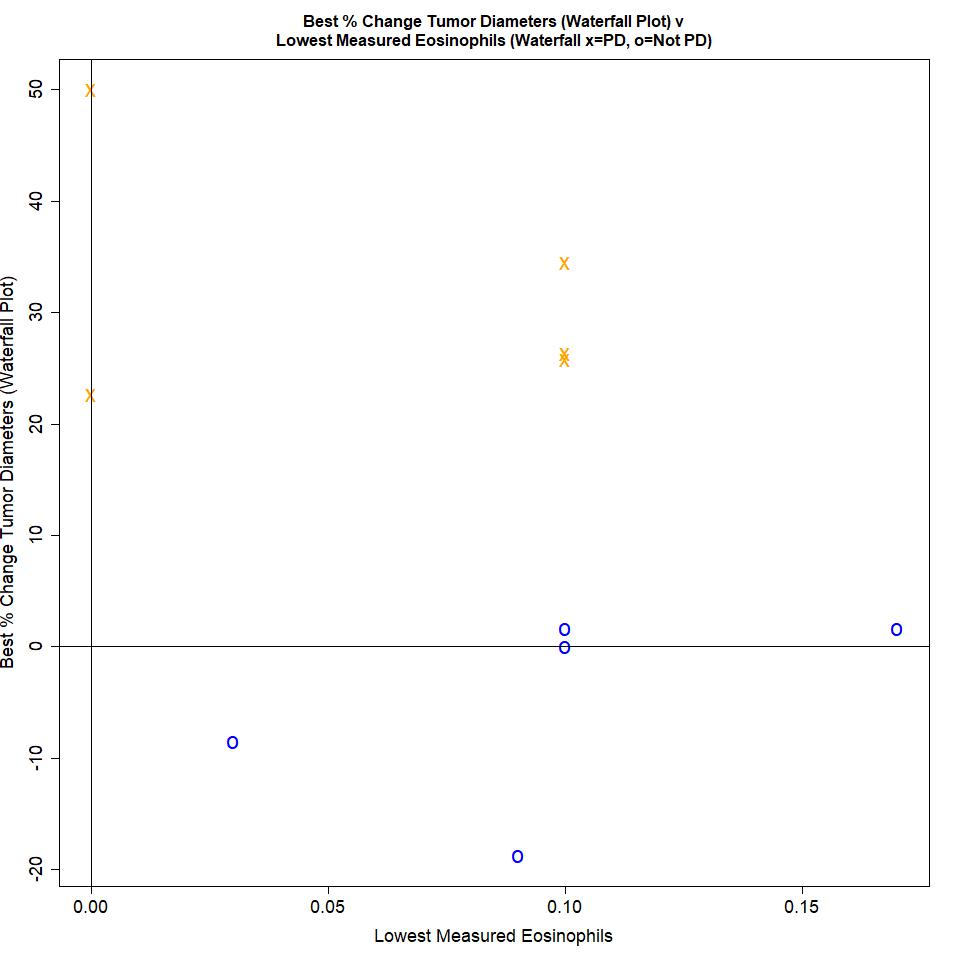 Best % Change Tumor Diameters (Waterfall Plot) v
Lowest Measured Eosinophils (Waterfall x=PD, o=Not PD)
Best % Change Tumor Diameters (Waterfall Plot)
50
40
30
20
10
0
-10
-20
x
x
x
x
x
o
o
o
o
o
0.00
0.05
0.10
0.15
Lowest Measured Eosinophils